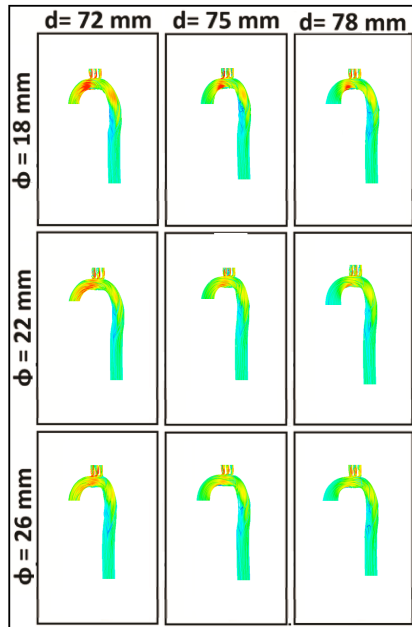 d= 72 mm d= 75 mm d= 78 mm
Φ = 18 mm
Φ = 22 mm
Φ = 26 mm